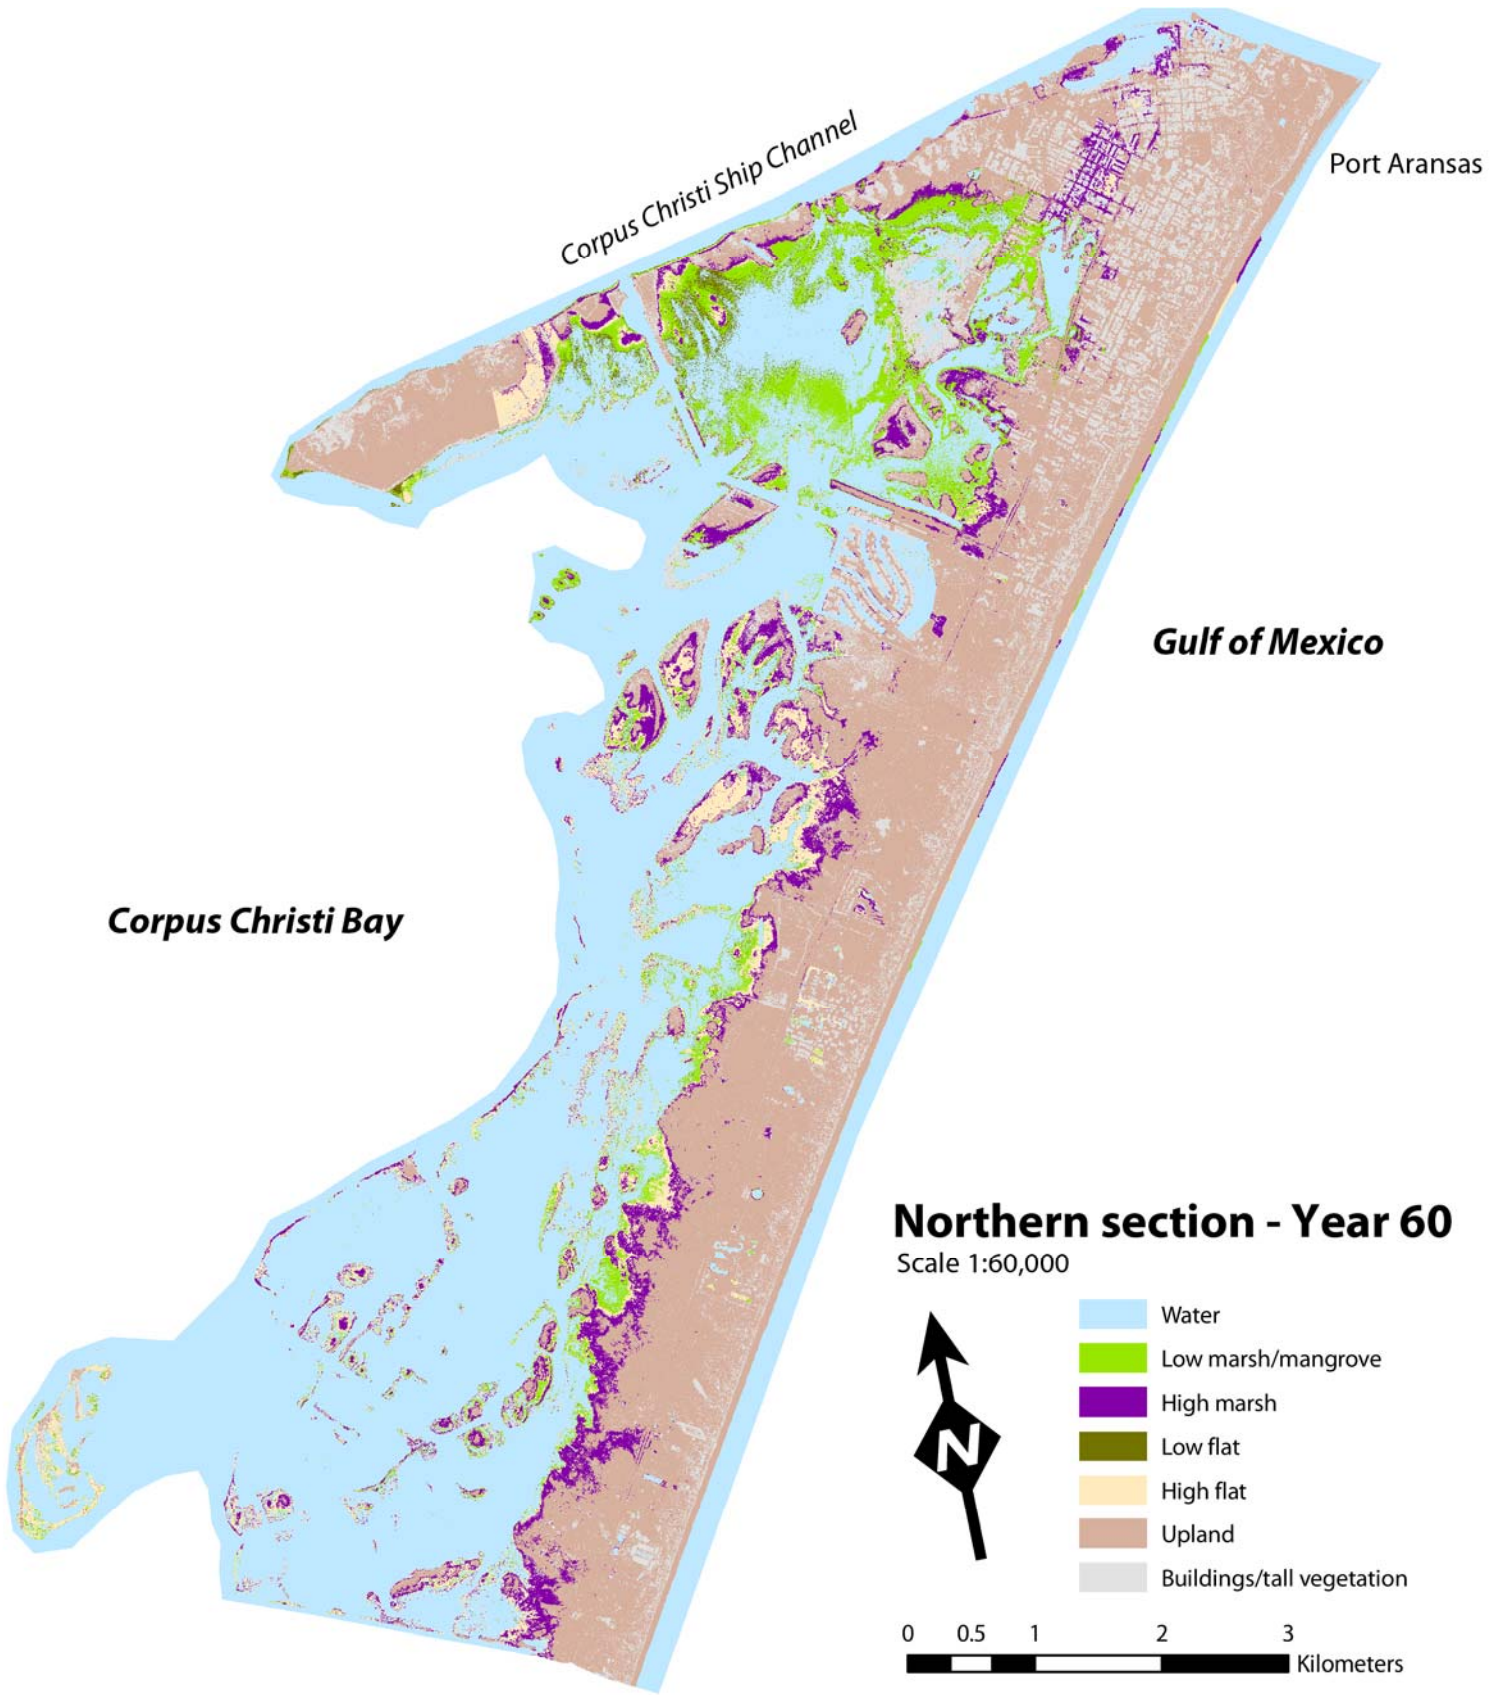 Corpus Christi Ship Channel
Port Aransas
Gulf of Mexico
Corpus Christi Bay
Northern section - Year 60
Scale 1:60,000
N
Water
Low marsh/mangrove
High marsh
Low flat
High flat
Upland
Buildings/tall vegetation
0 0.5 1 2 3
Kilometers